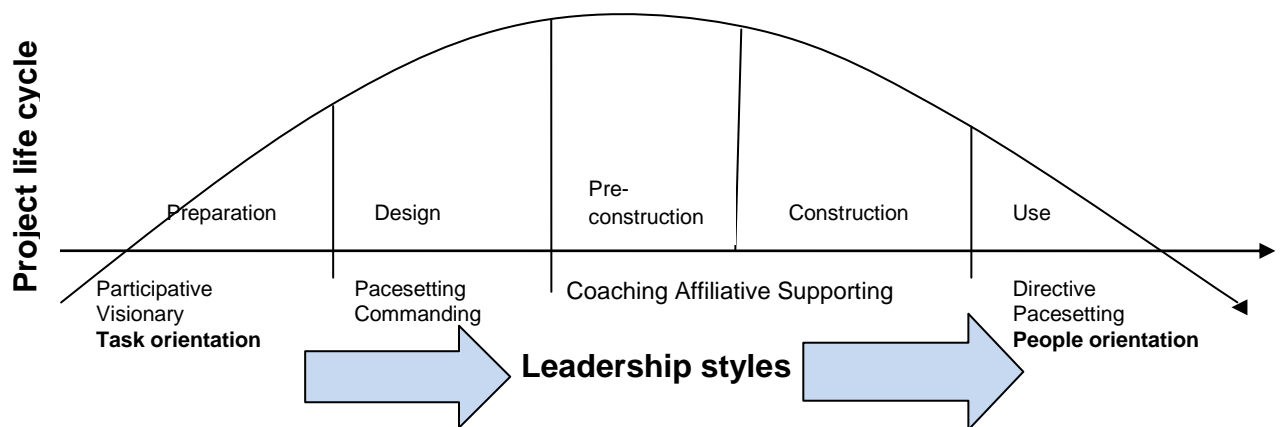 Project life cycle
Preparation
Design
Pre-
construction
Construction
Use
Participative
Visionary
Task orientation
Pacesetting
Commanding
Coaching Affiliative Supporting
Directive
Pacesetting
People orientation
Leadership styles